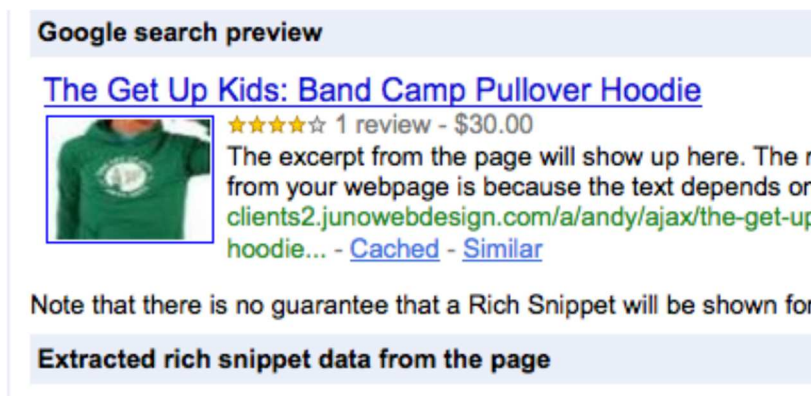 Google search preview
The Get Up Kids: Band Camp Pullover Hoodie
1 review - $30.00
The excerpt from the page will show up here. The
from your webpage is because the text depends or
clients2.junowebdesign.com/a/andy/ajax/the-get-up
hoodie... - Cached - Similar
Note that there is no guarantee that a Rich Snippet will be shown for
Extracted rich snippet data from the page